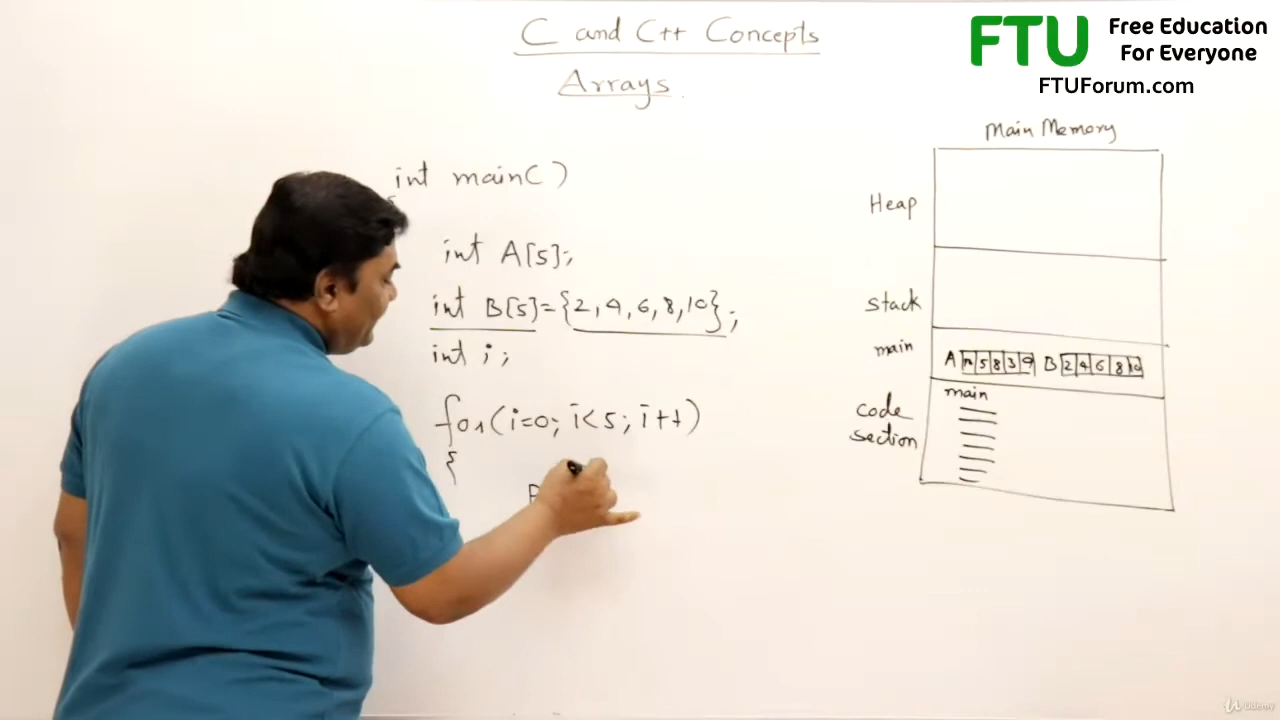 C and C++ Concepts
Arrays
FTU Free Education
For Everyone
FTUForum.com
int main()
int A[5];
int B[5]={2,4,6,8,10};
int i;
for(i=0; i<5; i++)
{
Main Memory
Heap
stack
main
A 5 8 3 9 B 2 4 6 8 10
code
section
main
Udemy